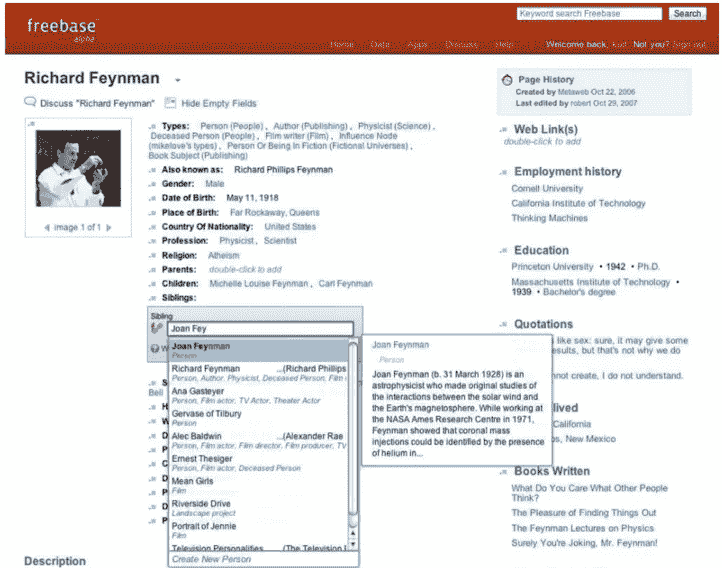 Keyword search Freebase
Search
freebase
alpha
Home Data Apps Discuss Help
Welcome back, Not you? Sign out
Richard Feynman
Discuss "Richard Feynman" Hide Empty Fields
image 1 of 1
Types: Person (People) , Author (Publishing) , Physicist (Science) ,
Deceased Person (People) , Film writer (Film) , Influence Node
(mikelove's types) , Person Or Being In Fiction (Fictional Universes) ,
Book Subject (Publishing)
Also known as: Richard Phillips Feynman
Gender: Male
Date of Birth: May 11, 1918
Place of Birth: Far Rockaway, Queens
Country Of Nationality: United States
Profession: Physicist , Scientist
Religion: Atheism
Parents: double-click to add
Children: Michelle Louise Feynman , Carl Feynman
Siblings:
Sibling
Joan Fey
W
Joan Feynman
Person
Richard Feynman ...(Richard Phillips
Person, Author, Physicist, Deceased Person, Film
Ana Gasteyer
Person, Film actor, TV Actor, Theater Actor
Gervase of Tilbury
Person
Alec Baldwin ...(Alexander Rae
Person, Film actor, Film director, Film producer, TV
Ernest Thesiger
Person, Film actor, Deceased Person
Mean Girls
Film
Riverside Drive
Landscape project
Portrait of Jennie
Film
Television Personalities ...(The Television
Create New Person
S
Bell
H
W
D
P
C
D
P
D
P
Description
Joan Feynman
Person
Joan Feynman (b. 31 March 1928) is an
astrophysicist who made original studies of
the interactions between the solar wind and
the Earth's magnetosphere. While working at
the NASA Ames Research Centre in 1971,
Feynman showed that coronal mass
injections could be identified by the presence
of helium in...
Page History
Created by Metaweb Oct 22, 2006
Last edited by robert Oct 29, 2007
Web Link(s)
double-click to add
Employment history
Cornell University
California Institute of Technology
Thinking Machines
Education
Princeton University • 1942 • Ph.D.
Massachusetts Institute of Technology •
1939 • Bachelor's degree
Quotations
like sex: sure, it may give some
results, but that's not why we do
not create, I do not understand.
lived
California
, New Mexico
Books Written
What Do You Care What Other People
Think?
The Pleasure of Finding Things Out
The Feynman Lectures on Physics
Surely You're Joking, Mr. Feynman!